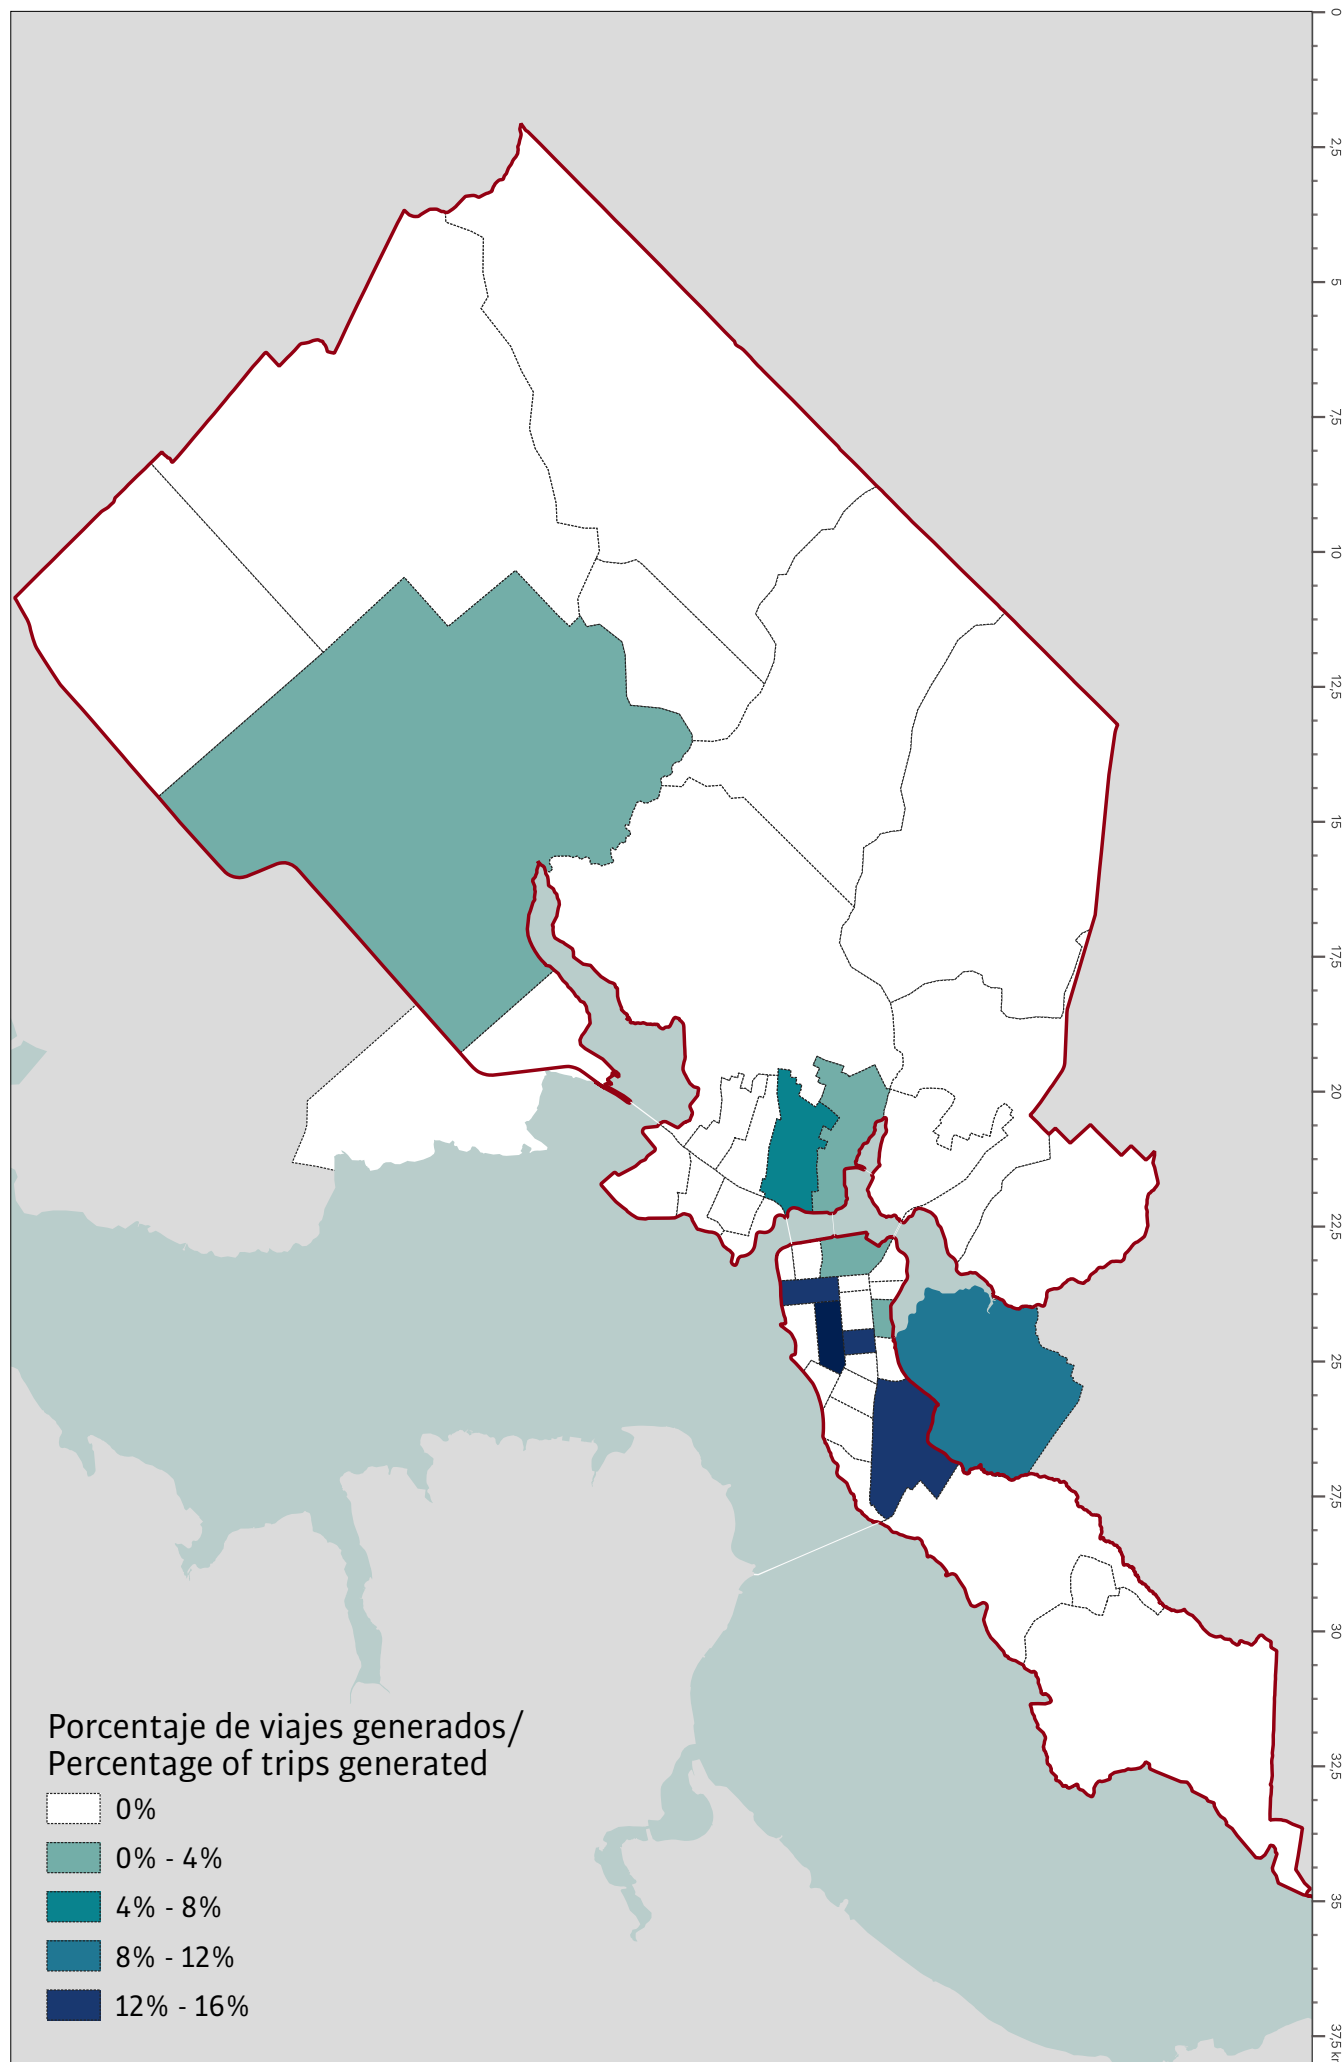 0
2,5
5
7,5
10
12,5
15
17,5
20
22,5
25
27,5
30
32,5
35
37,5 k
Porcentaje de viajes generados/
Percentage of trips generated
0%
0% - 4%
4% - 8%
8% - 12%
12% - 16%